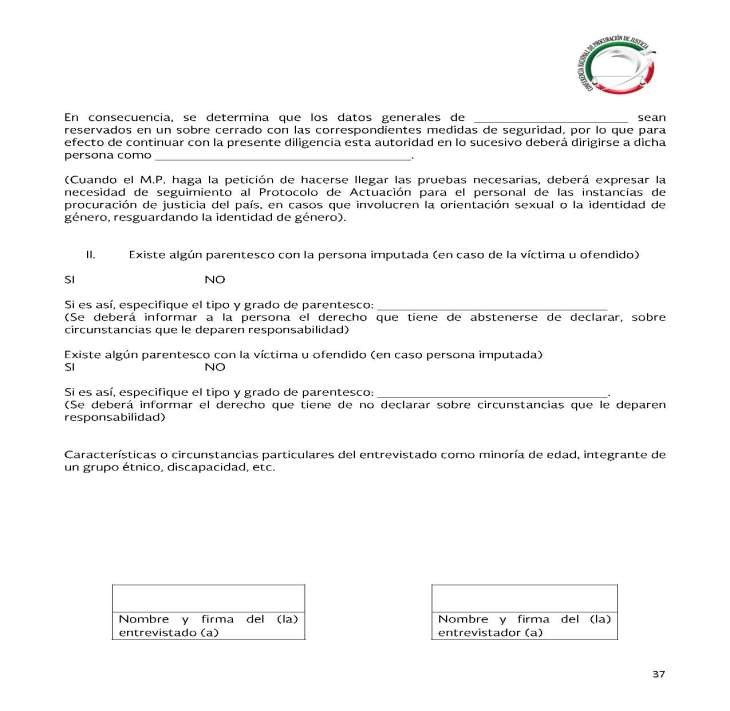 CONFERENCIA NACIONAL DE PROCURACIÓN DE JUSTICIA
En consecuencia, se determina que los datos generales de ________________________ sean
reservados en un sobre cerrado con las correspondientes medidas de seguridad, por lo que para
efecto de continuar con la presente diligencia esta autoridad en lo sucesivo deberá dirigirse a dicha
persona como ________________________________________.
(Cuando el M.P. haga la petición de hacerse llegar las pruebas necesarias, deberá expresar la
necesidad de seguimiento al Protocolo de Actuación para el personal de las instancias de
procuración de justicia del país, en casos que involucren la orientación sexual o la identidad de
género, resguardando la identidad de género).
II. Existe algún parentesco con la persona imputada (en caso de la víctima u ofendido)
SI NO
Si es así, especifique el tipo y grado de parentesco: ____________________________________
(Se deberá informar a la persona el derecho que tiene de abstenerse de declarar, sobre
circunstancias que le deparen responsabilidad)
Existe algún parentesco con la víctima u ofendido (en caso persona imputada)
SI NO
Si es así, especifique el tipo y grado de parentesco: ____________________________________.
(Se deberá informar el derecho que tiene de no declarar sobre circunstancias que le deparen
responsabilidad)
Características o circunstancias particulares del entrevistado como minoría de edad, integrante de
un grupo étnico, discapacidad, etc.
Nombre y firma del (la)
entrevistado (a)
Nombre y firma del (la)
entrevistador (a)
37